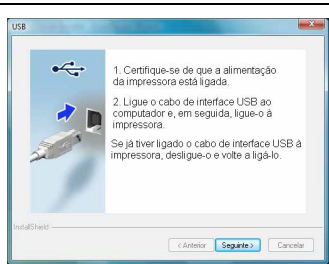 USB
1. Certifique-se de que a alimentação
da impressora está ligada.
2. Ligue o cabo de interface USB ao
computador e, em seguida, ligue-o à
impressora.
Se já tiver ligado o cabo de interface USB à
impressora, desligue-o e volte a ligá-lo.
InstallShield
< Anterior
Seguinte >
Cancelar